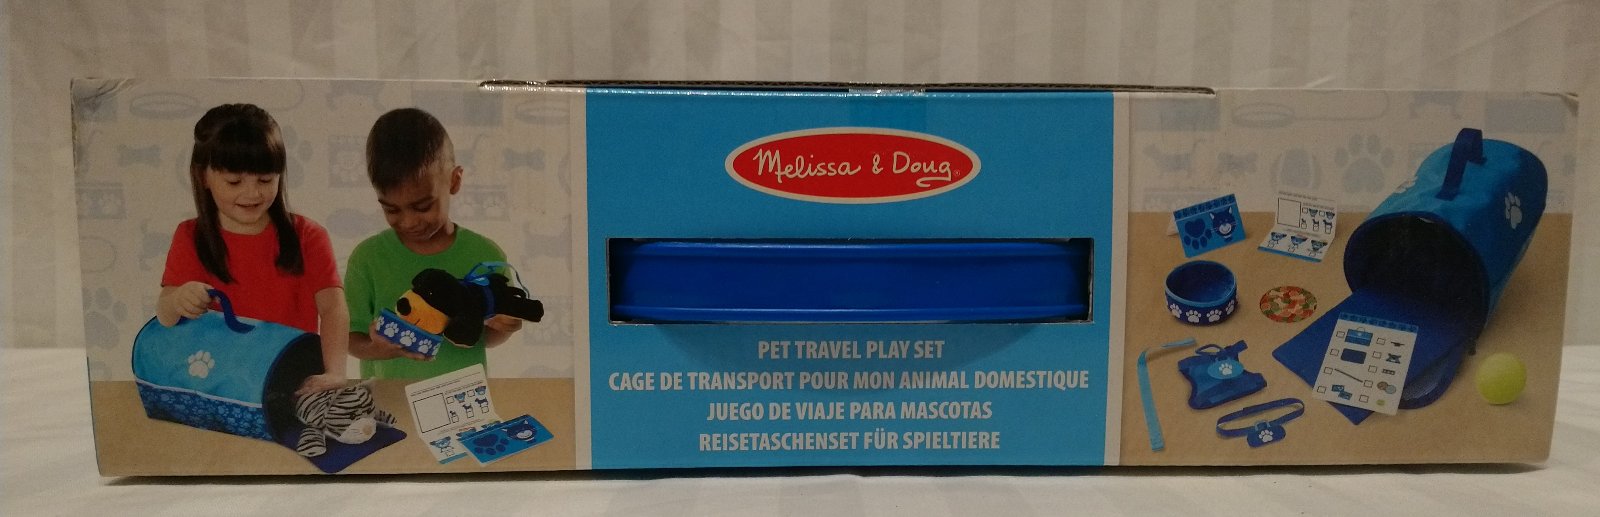 Melissa & Doug®
PET TRAVEL PLAY SET
CAGE DE TRANSPORT POUR MON ANIMAL DOMESTIQUE
JUEGO DE VIAJE PARA MASCOTAS
REISETASCHENSET FÜR SPIELTIERE